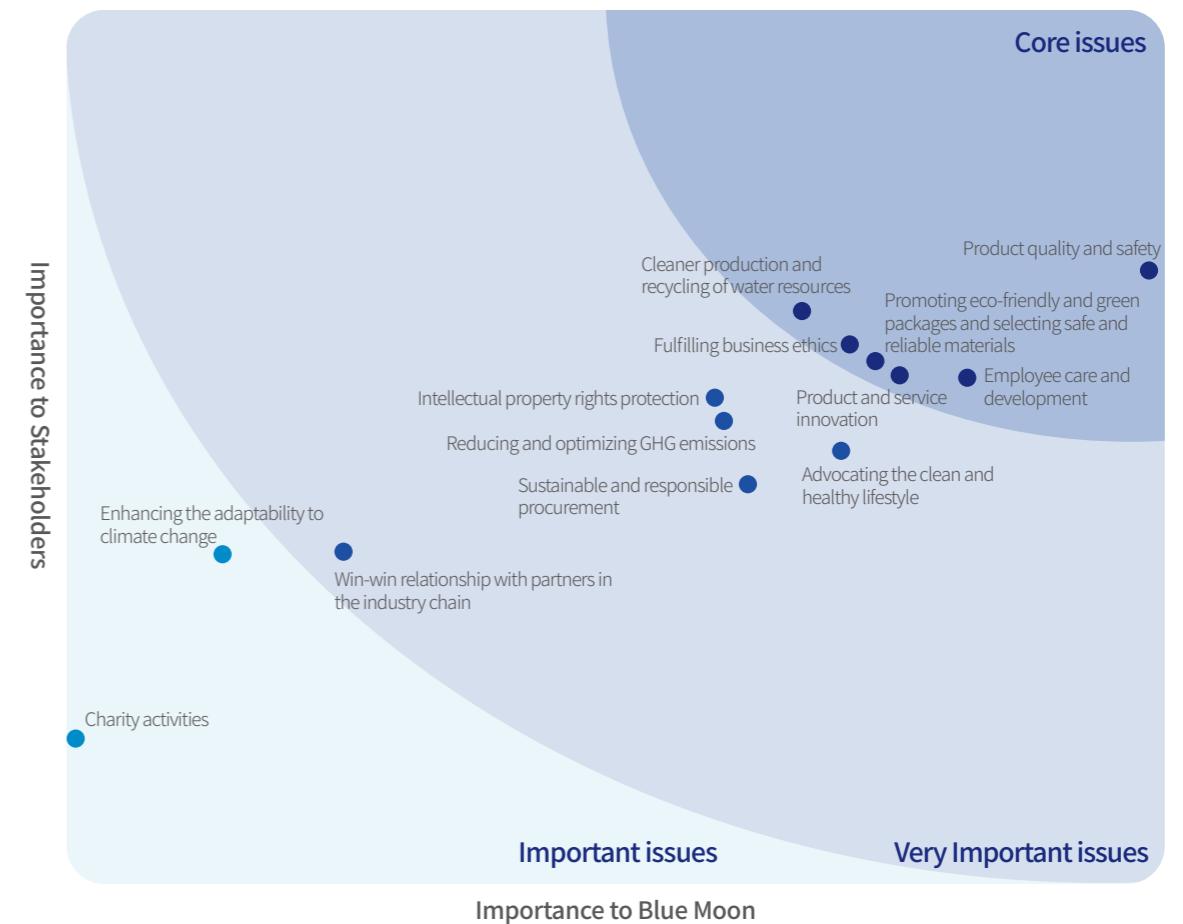 Core issues
Product quality and safety
Cleaner production and
recycling of water resources
Promoting eco-friendly and green
packages and selecting safe and
reliable materials
Fulfilling business ethics
Employee care and
development
Product and service
innovation
Intellectual property rights protection
Reducing and optimizing GHG emissions
Advocating the clean and
healthy lifestyle
Sustainable and responsible
procurement
Enhancing the adaptability to
climate change
Win-win relationship with partners in
the industry chain
Charity activities
Important issues
Very Important issues
Importance to Stakeholders
Importance to Blue Moon